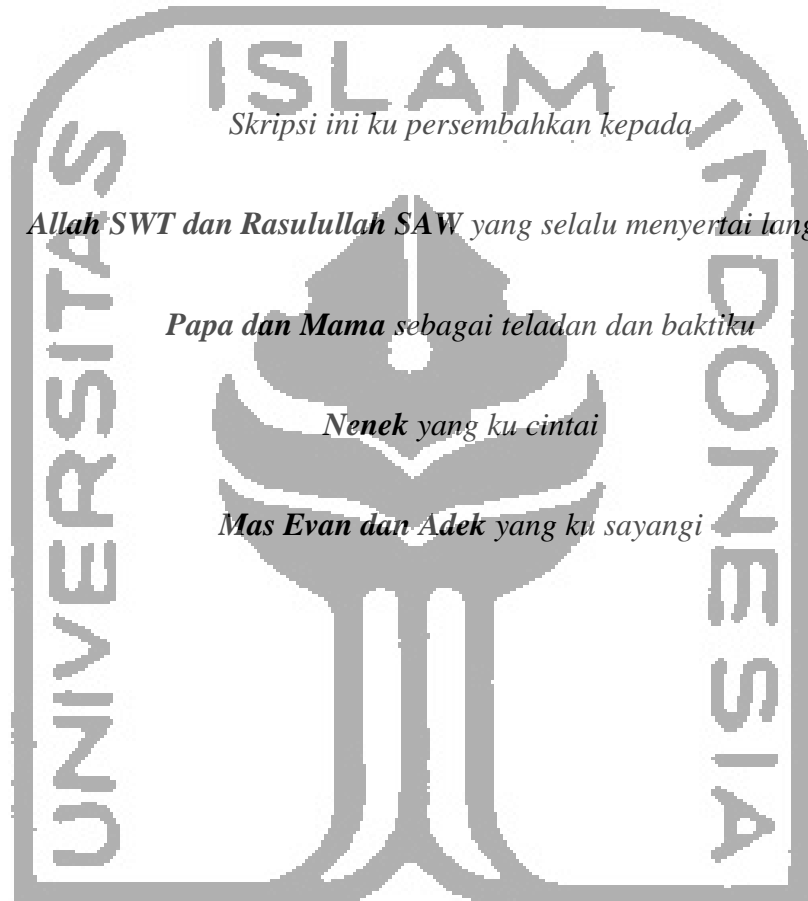 UNIVERSITAS ISLAM INDONESIA
Skripsi ini ku persembahkan kepada
Allah SWT dan Rasulullah SAW yang selalu menyertai
Papa dan Mama sebagai teladan dan baktiku
Nenek yang ku cintai
Mas Evan dan Adek yang ku sayangi